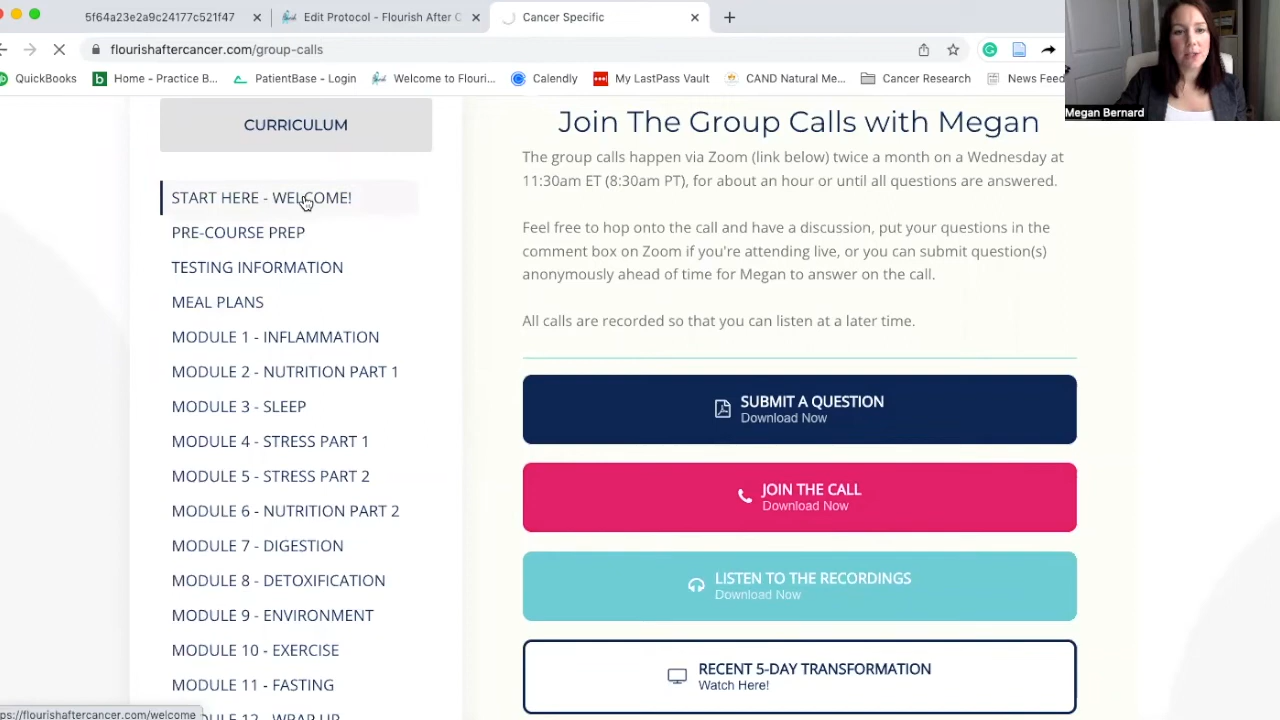 5f64a23e2a9c24177c521f47
Edit Protocol - Flourish After C
Cancer Specific
flourishaftercancer.com/group-calls
QuickBooks
Home - Practice B...
PatientBase - Login
Welcome to Flouri...
Calendly
My LastPass Vault
CAND Natural Me...
Cancer Research
News Feed
Megan Bernard
CURRICULUM
START HERE - WELCOME!
PRE-COURSE PREP
TESTING INFORMATION
MEAL PLANS
MODULE 1 - INFLAMMATION
MODULE 2 - NUTRITION PART 1
MODULE 3 - SLEEP
MODULE 4 - STRESS PART 1
MODULE 5 - STRESS PART 2
MODULE 6 - NUTRITION PART 2
MODULE 7 - DIGESTION
MODULE 8 - DETOXIFICATION
MODULE 9 - ENVIRONMENT
MODULE 10 - EXERCISE
MODULE 11 - FASTING
12 - WRAP UP
ps://flourishaftercancer.com/welcome
Join The Group Calls with Megan
The group calls happen via Zoom (link below) twice a month on a Wednesday at
11:30am ET (8:30am PT), for about an hour or until all questions are answered.
Feel free to hop onto the call and have a discussion, put your questions in the
comment box on Zoom if you're attending live, or you can submit question(s)
anonymously ahead of time for Megan to answer on the call.
All calls are recorded so that you can listen at a later time.
SUBMIT A QUESTION
Download Now
JOIN THE CALL
Download Now
LISTEN TO THE RECORDINGS
Download Now
RECENT 5-DAY TRANSFORMATION
Watch Here!